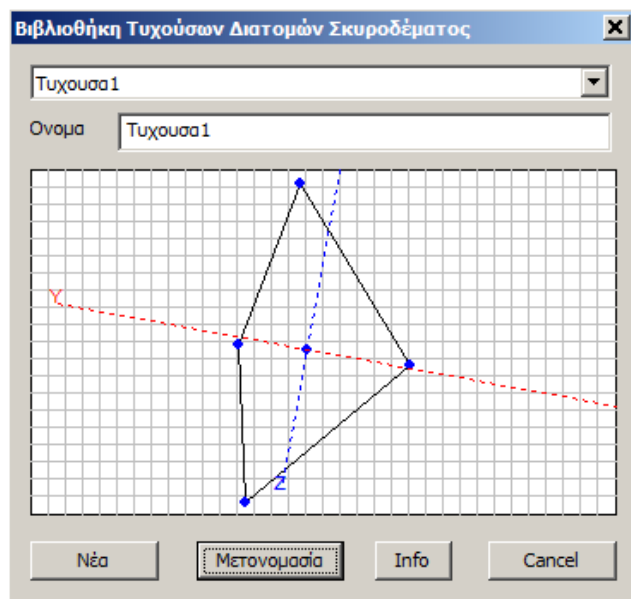 Βιβλιοθήκη Τυχούσων Διατομών Σκυροδέματος
Τυχουσα1
Ονομα Τυχουσα1
Y
Z
Νέα Μετονομασία Info Cancel